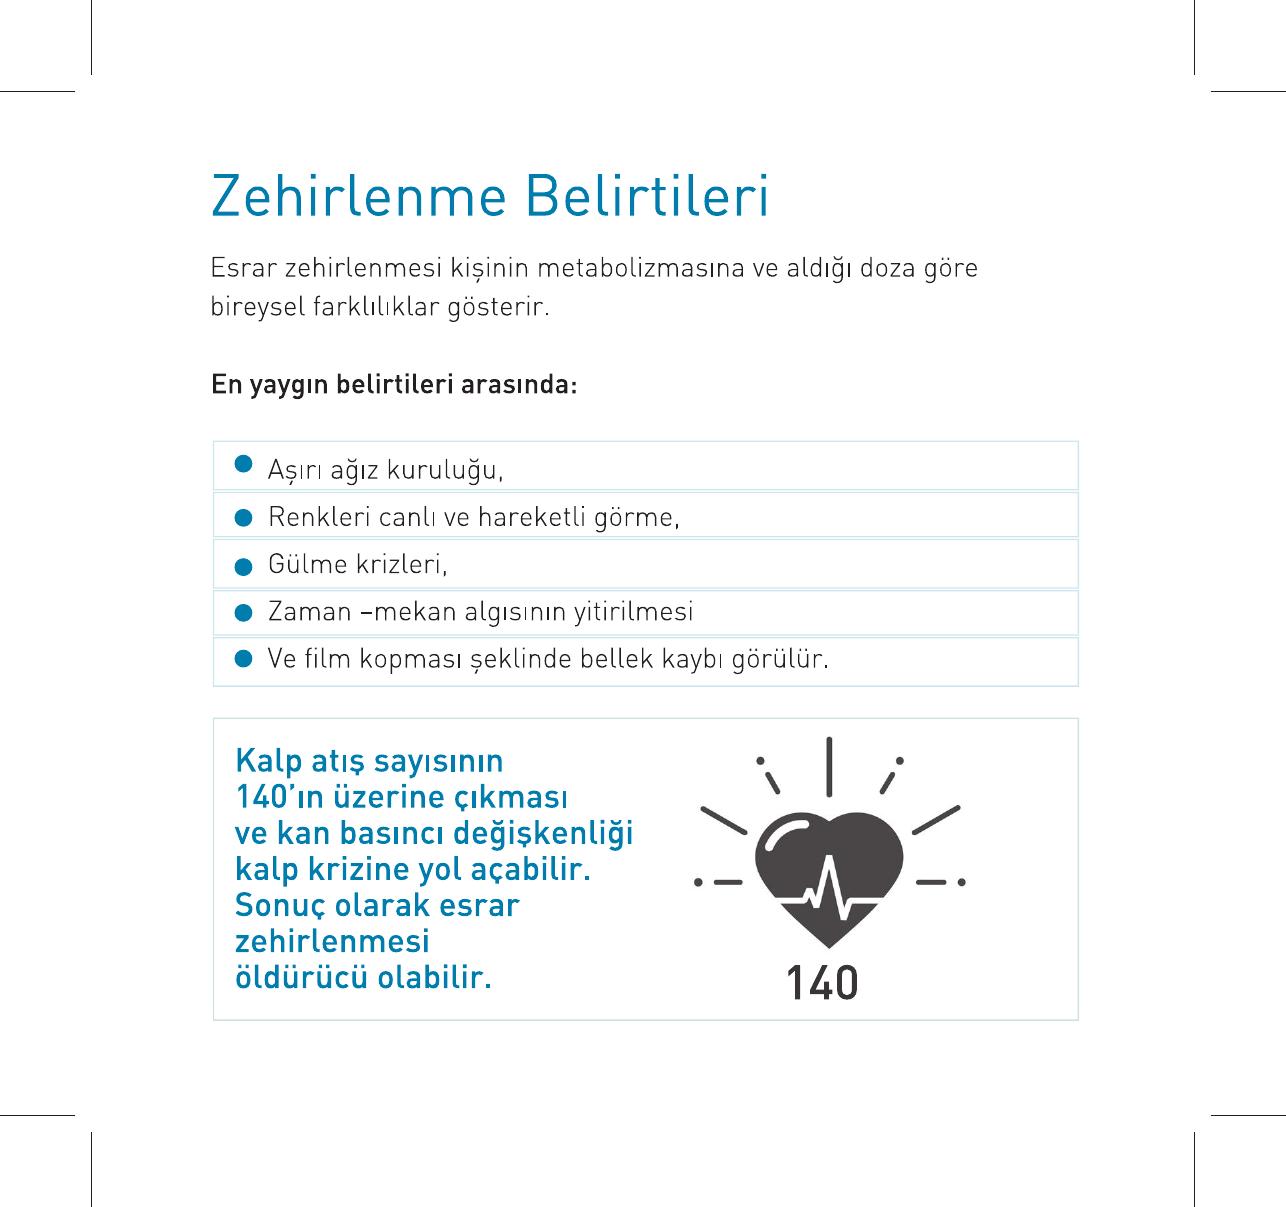 Zehirlenme Belirtileri
Esrar zehirlenmesi kişinin metabolizmasına ve aldığı doza göre
bireysel farklılıklar gösterir.
En yaygın belirtileri arasında:
● Aşırı ağız kuruluğu,
● Renkleri canlı ve hareketli görme,
● Gülme krizleri,
● Zaman –mekan algısının yitirilmesi
● Ve film kopması şeklinde bellek kaybı görülür.
Kalp atış sayısının
140’ın üzerine çıkması
ve kan basıncı değişkenliği
kalp krizine yol açabilir.
Sonuç olarak esrar
zehirlenmesi
öldürücü olabilir.
140